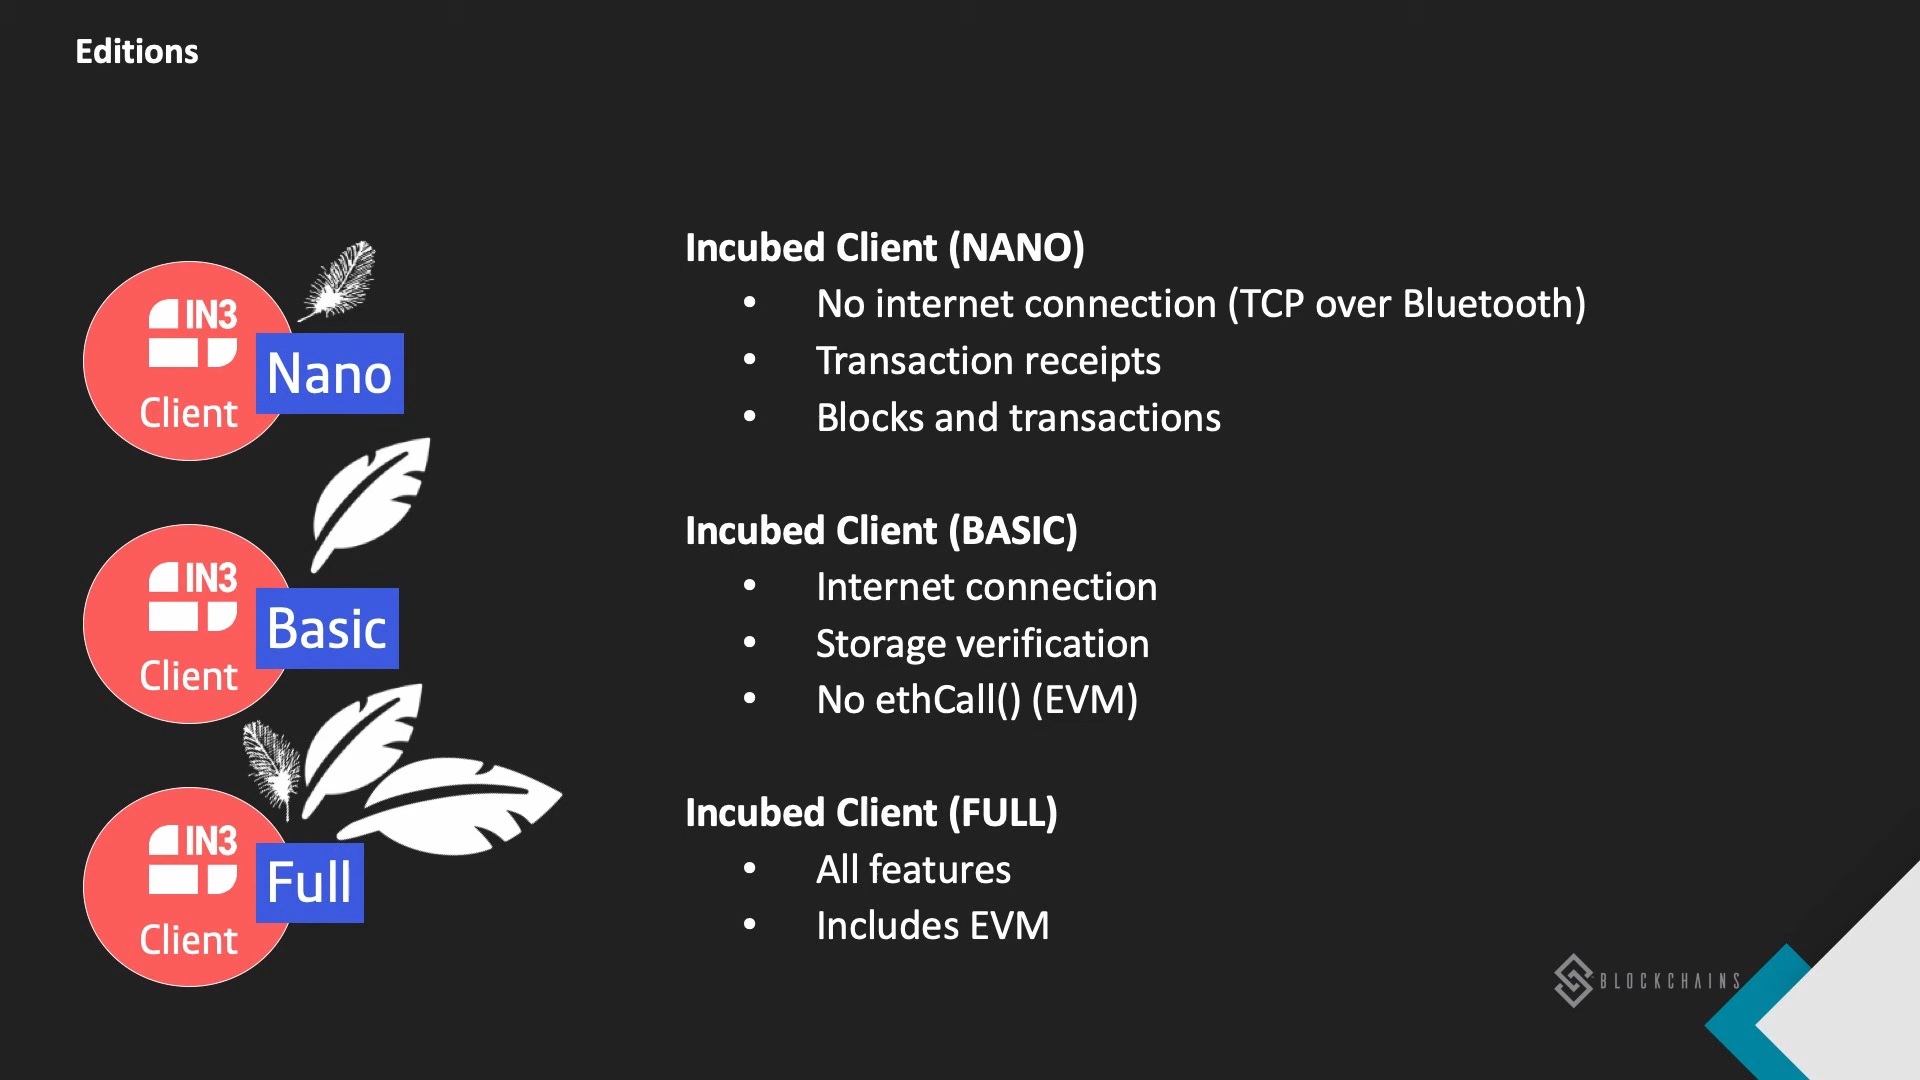 Editions
IN3
Client
Nano
Incubed Client (NANO)
• No internet connection (TCP over Bluetooth)
• Transaction receipts
• Blocks and transactions
IN3
Client
Basic
Incubed Client (BASIC)
• Internet connection
• Storage verification
• No ethCall() (EVM)
IN3
Client
Full
Incubed Client (FULL)
• All features
• Includes EVM
BLOCKCHAINS